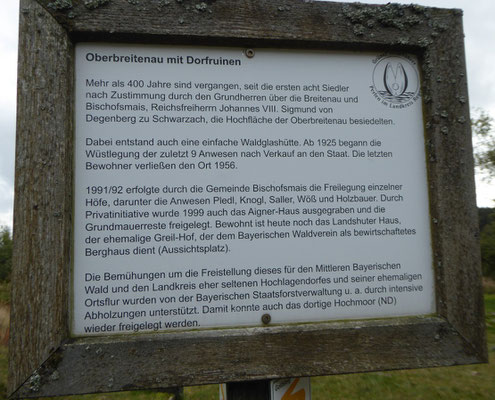 Oberbreitenau mit Dorfruinen
Mehr als 400 Jahre sind vergangen, seit die ersten acht Siedler
nach Zustimmung durch den Grundherren über die Breitenau und
Bischofsmais, Reichsfreiherrn Johannes VIII. Sigmund von
Degenberg zu Schwarzach, die Hochfläche der Oberbreitenau besiedelten.
Dabei entstand auch eine einfache Waldglashütte. Ab 1925 begann die
Wüstlegung der zuletzt 9 Anwesen nach Verkauf an den Staat. Die letzten
Bewohner verließen den Ort 1956.
1991/92 erfolgte durch die Gemeinde Bischofsmais die Freilegung einzelner
Höfe, darunter die Anwesen Pledl, Knogl, Saller, Wöß und Holzbauer. Durch
Privatinitiative wurde 1999 auch das Aigner-Haus ausgegraben und die
Grundmauerreste freigelegt. Bewohnt ist heute noch das Landshuter Haus,
der ehemalige Greil-Hof, der dem Bayerischen Waldverein als bewirtschaftetes
Berghaus dient (Aussichtsplatz).
Die Bemühungen um die Freistellung dieses für den Mittleren Bayerischen
Wald und den Landkreis eher seltenen Hochlagendorfes und seiner ehemaligen
Ortsflur wurden von der Bayerischen Staatsforstverwaltung u. a. durch intensive
Abholzungen unterstützt. Damit konnte auch das dortige Hochmoor (ND)
wieder freigelegt werden.